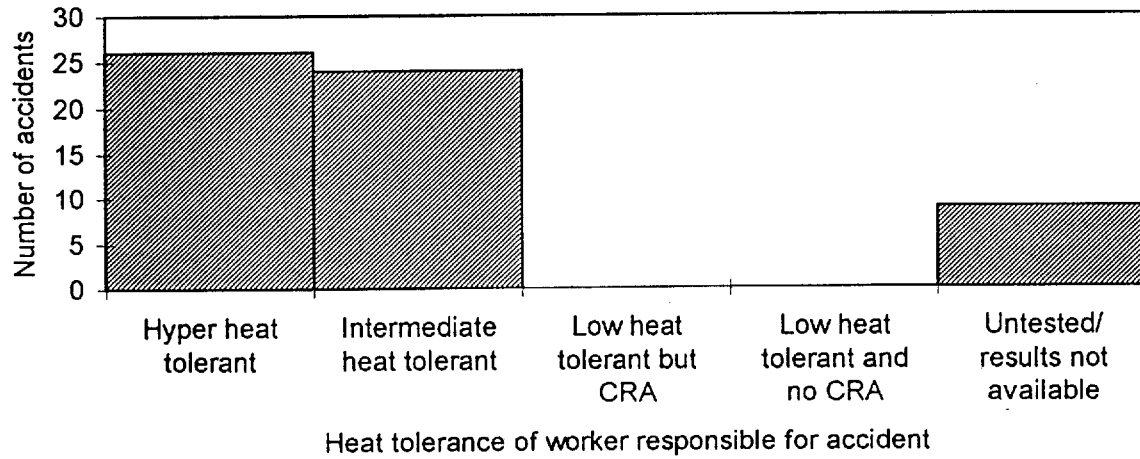 30
25
20
15
10
5
0
Number of accidents
Hyper heat
tolerant
Intermediate
heat tolerant
Low heat
tolerant but
CRA
Low heat
tolerant and
no CRA
Untested/
results not
available
Heat tolerance of worker responsible for accident